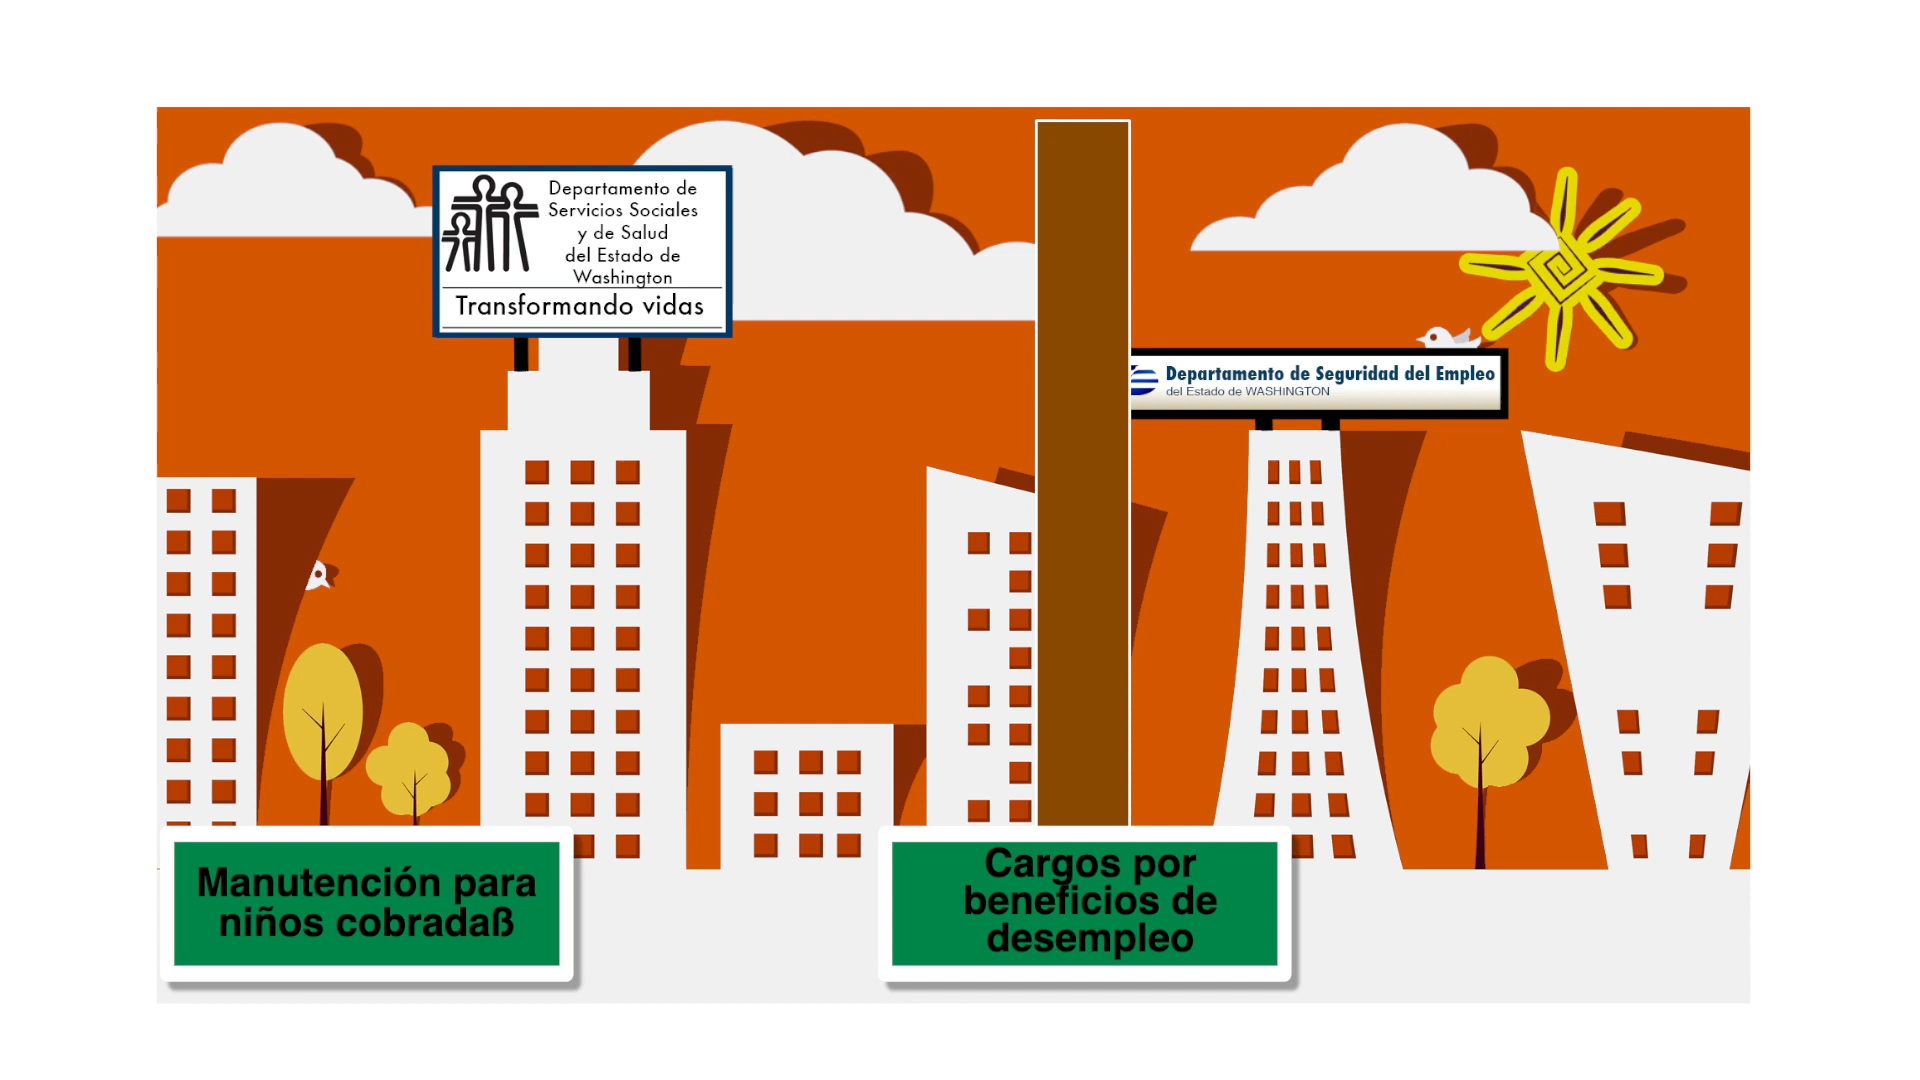 Departamento de
Servicios Sociales
y de Salud
del Estado de
Washington
Transformando vidas
Departamento de Seguridad del Empleo
del Estado de WASHINGTON
Manutención para
niños cobradaß
Cargos por
beneficios de
desempleo